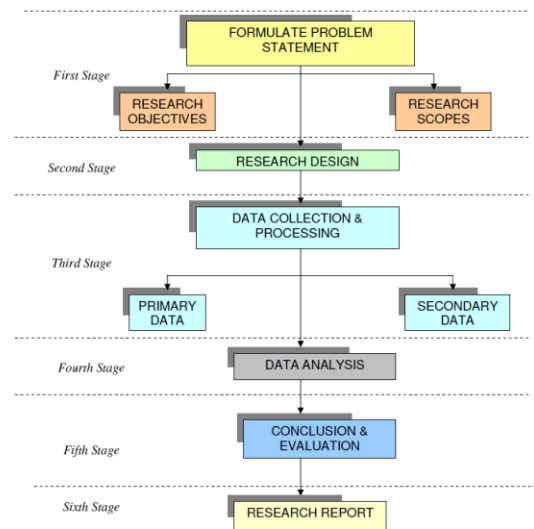 FORMULATE PROBLEM
STATEMENT
First Stage
RESEARCH
OBJECTIVES
RESEARCH
SCOPES
Second Stage
RESEARCH DESIGN
DATA COLLECTION &
PROCESSING
Third Stage
PRIMARY
DATA
SECONDARY
DATA
Fourth Stage
DATA ANALYSIS
CONCLUSION &
EVALUATION
Fifth Stage
Sixth Stage
RESEARCH REPORT